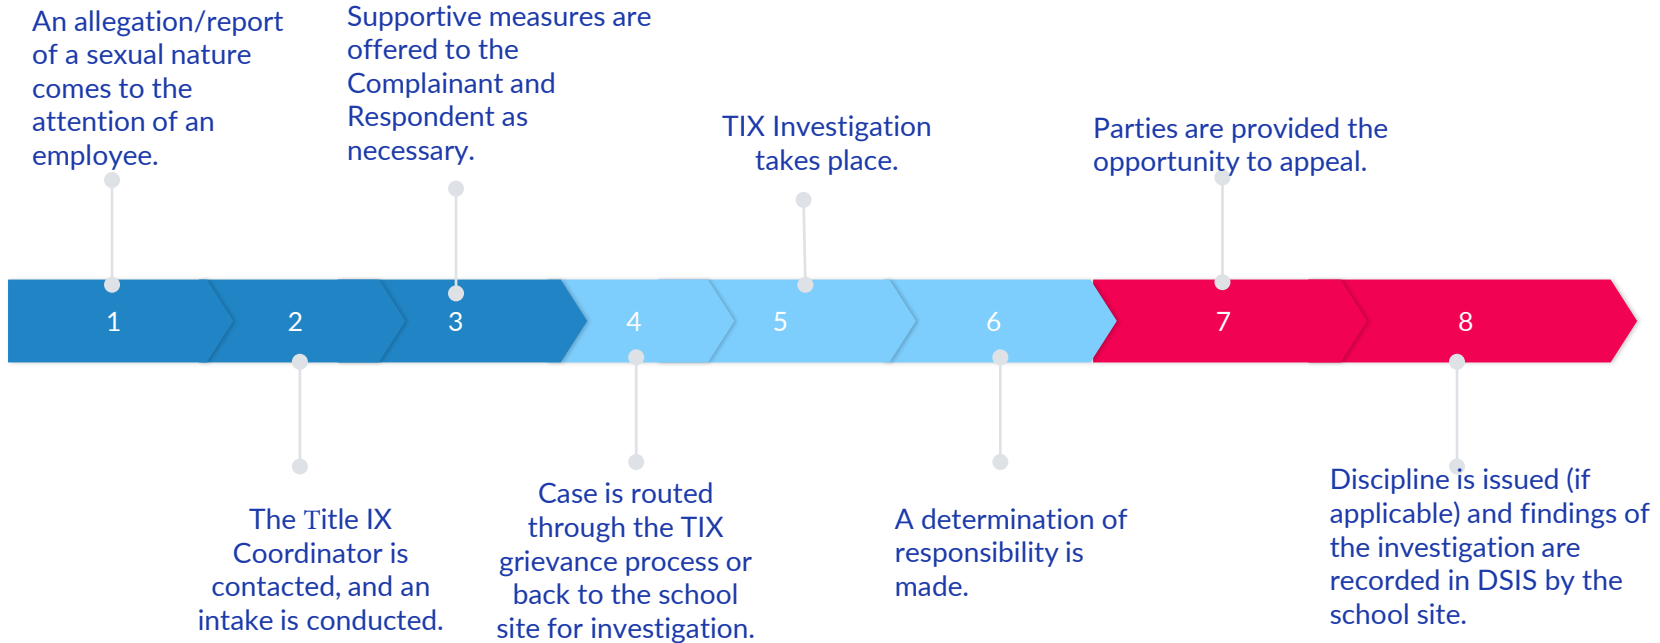 An allegation/report
of a sexual nature
comes to the
attention of an
employee.
Supportive measures are
offered to the
Complainant and
Respondent as
necessary.
TIX Investigation
takes place.
Parties are provided the
opportunity to appeal.
1
2
3
4
5
6
7
8
The Title IX
Coordinator is
contacted, and an
intake is conducted.
Case is routed
through the TIX
grievance process or
back to the school
site for investigation.
A determination of
responsibility is
made.
Discipline is issued (if
applicable) and findings of
the investigation are
recorded in DSIS by the
school site.